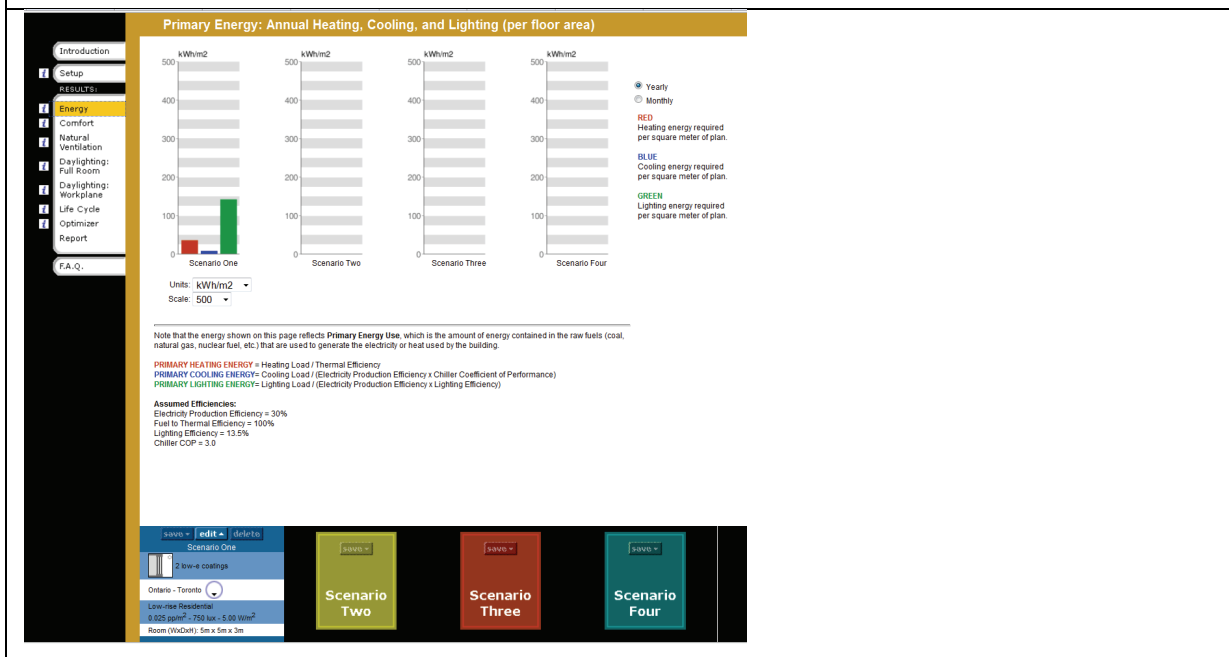 Primary Energy: Annual Heating, Cooling, and Lighting (per floor area)
Introduction
i Setup
RESULTS:
i Energy
i Comfort
i Natural
Ventilation
i Daylighting:
Full Room
i Daylighting:
Workplane
i Life Cycle
i Optimizer
Report
F.A.Q.
kWh/m2
500
400
300
200
100
0
Scenario One
kWh/m2
500
400
300
200
100
0
Scenario Two
kWh/m2
500
400
300
200
100
0
Scenario Three
kWh/m2
500
400
300
200
100
0
Scenario Four
Yearly
Monthly
RED
Heating energy required
per square meter of plan.
BLUE
Cooling energy required
per square meter of plan.
GREEN
Lighting energy required
per square meter of plan.
Units: kWh/m2
Scale: 500
Note that the energy shown on this page reflects Primary Energy Use, which is the amount of energy contained in the raw fuels (coal,
natural gas, nuclear fuel, etc.) that are used to generate the electricity or heat used by the building.
PRIMARY HEATING ENERGY = Heating Load / Thermal Efficiency
PRIMARY COOLING ENERGY= Cooling Load / (Electricity Production Efficiency x Chiller Coefficient of Performance)
PRIMARY LIGHTING ENERGY= Lighting Load / (Electricity Production Efficiency x Lighting Efficiency)
Assumed Efficiencies:
Electricity Production Efficiency = 30%
Fuel to Thermal Efficiency = 100%
Lighting Efficiency = 13.5%
Chiller COP = 3.0
save edit delete
Scenario One
2 low-e coatings
Ontario - Toronto
Low-rise Residential
0.025 pp/m2 - 750 lux - 5.00 W/m2
Room (WxDxH): 5m x 5m x 3m
save
Scenario
Two
save
Scenario
Three
save
Scenario
Four